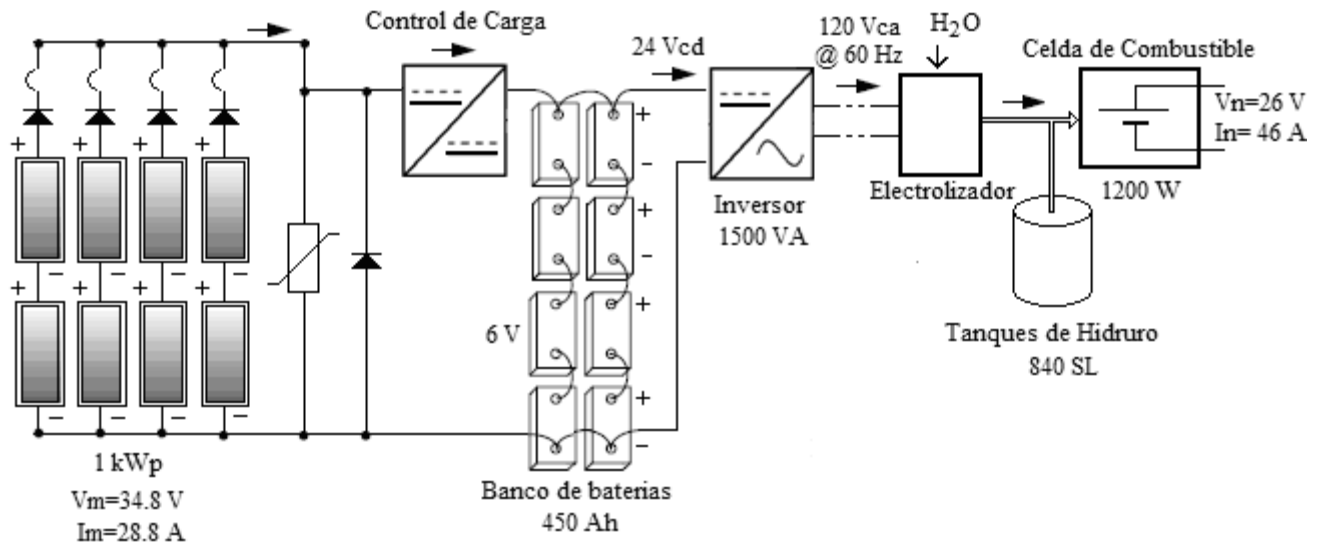 Control de Carga
24 Vcd
120 Vca
@ 60 Hz
H2O
Celda de Combustible
Vn=26 V
In= 46 A
1200 W
Electrolizador
Inversor
1500 VA
+ + + +
- - - -
+ + + +
- - - -
+
-
+
-
6 V
+
-
+
-
Tanques de Hidruro
840 SL
1 kWp
Vm=34.8 V
Im=28.8 A
Banco de baterias
450 Ah